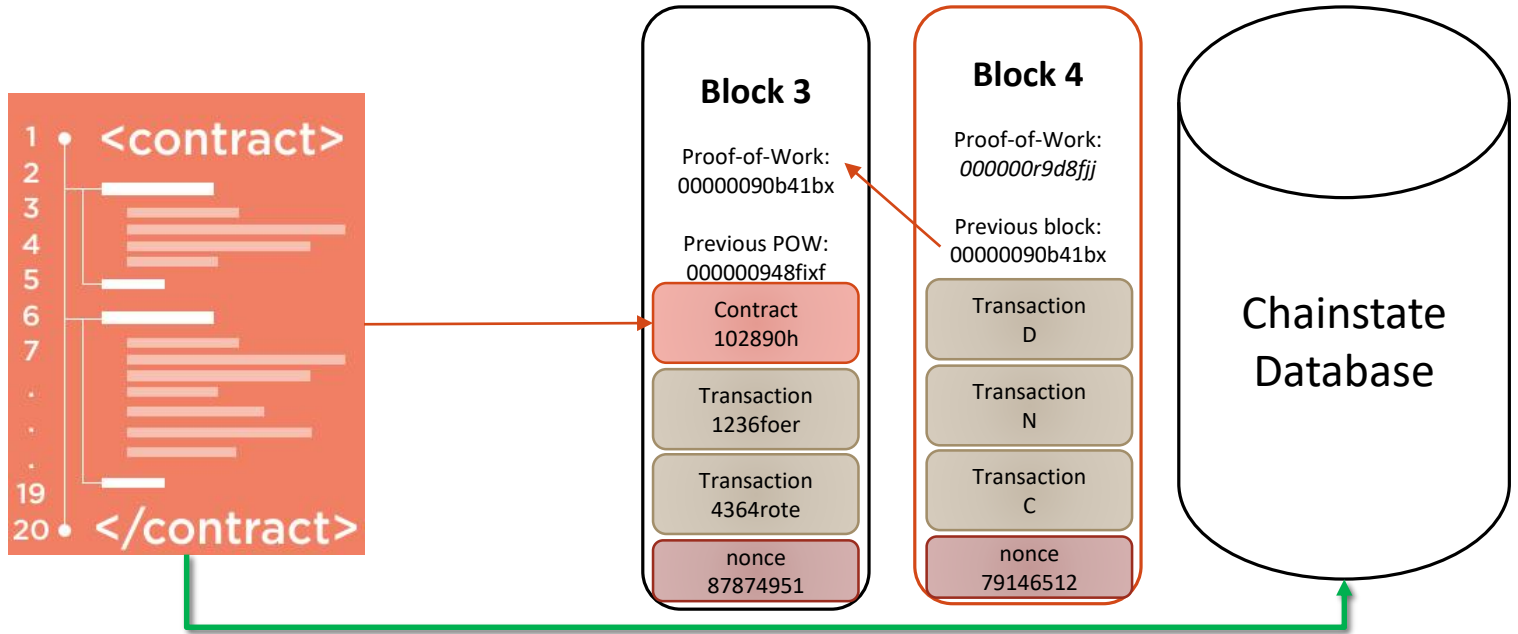 1
<contract>
2
3
4
5
6
7
.
.
.
19
20
</contract>
Block 3
Proof-of-Work:
00000090b41bx
Previous POW:
000000948fixf
Contract
102890h
Transaction
1236foer
Transaction
4364rote
nonce
87874951
Block 4
Proof-of-Work:
000000r9d8fjj
Previous block:
00000090b41bx
Transaction
D
Transaction
N
Transaction
C
nonce
79146512
Chainstate
Database